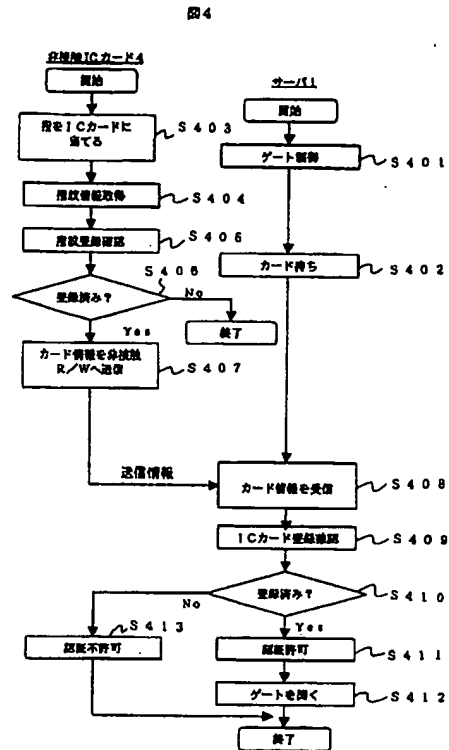 図4
非接触ICカード4
開始
指をICカードに
当てる
S403
指紋情報取得
S404
指紋登録確認
S405
S406
登録済み?
No
終了
Yes
カード情報を非接触
R/Wへ送信
S407
サーバ1
開始
ゲート制御
S401
カード待ち
S402
送信情報
カード情報を受信
S408
ICカード登録確認
S409
登録済み?
S410
No
Yes
S413
認証不許可
認証許可
S411
ゲートを開く
S412
終了